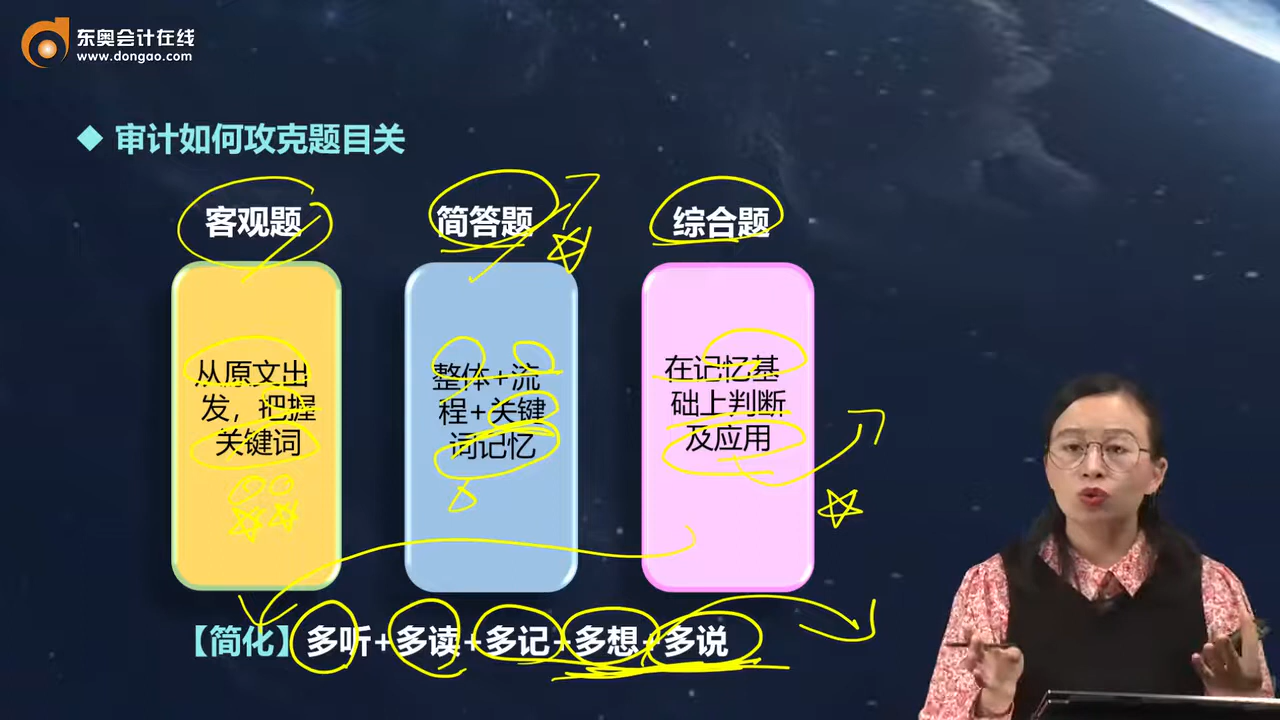 东奥会计在线
www.dongao.com
◆ 审计如何攻克题目关
客观题
简答题
综合题
从原文出
发，把握
关键词
整体+流
程+关键
词记忆
在记忆基
础上判断
及应用
【简化】多听+多读+多记+多想+多说